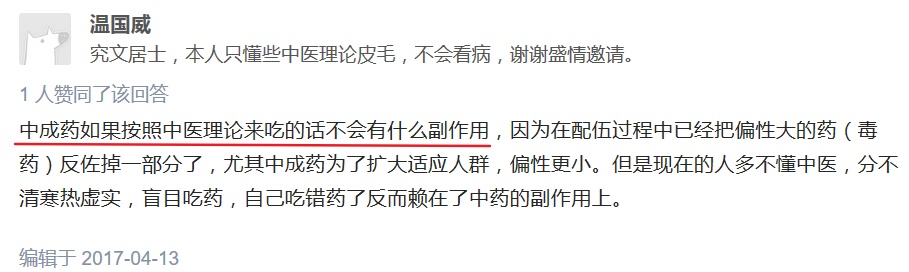 温国威
究文居士，本人只懂些中医理论皮毛，不会看病，谢谢盛情邀请。
1 人赞同了该回答
中成药如果按照中医理论来吃的话不会有什么副作用，因为在配伍过程中已经把偏性大的药（毒
药）反佐掉一部分了，尤其中成药为了扩大适应人群，偏性更小。但是现在的人多不懂中医，分不
清寒热虚实，盲目吃药，自己吃错药了反而赖在了中药的副作用上。
编辑于 2017-04-13